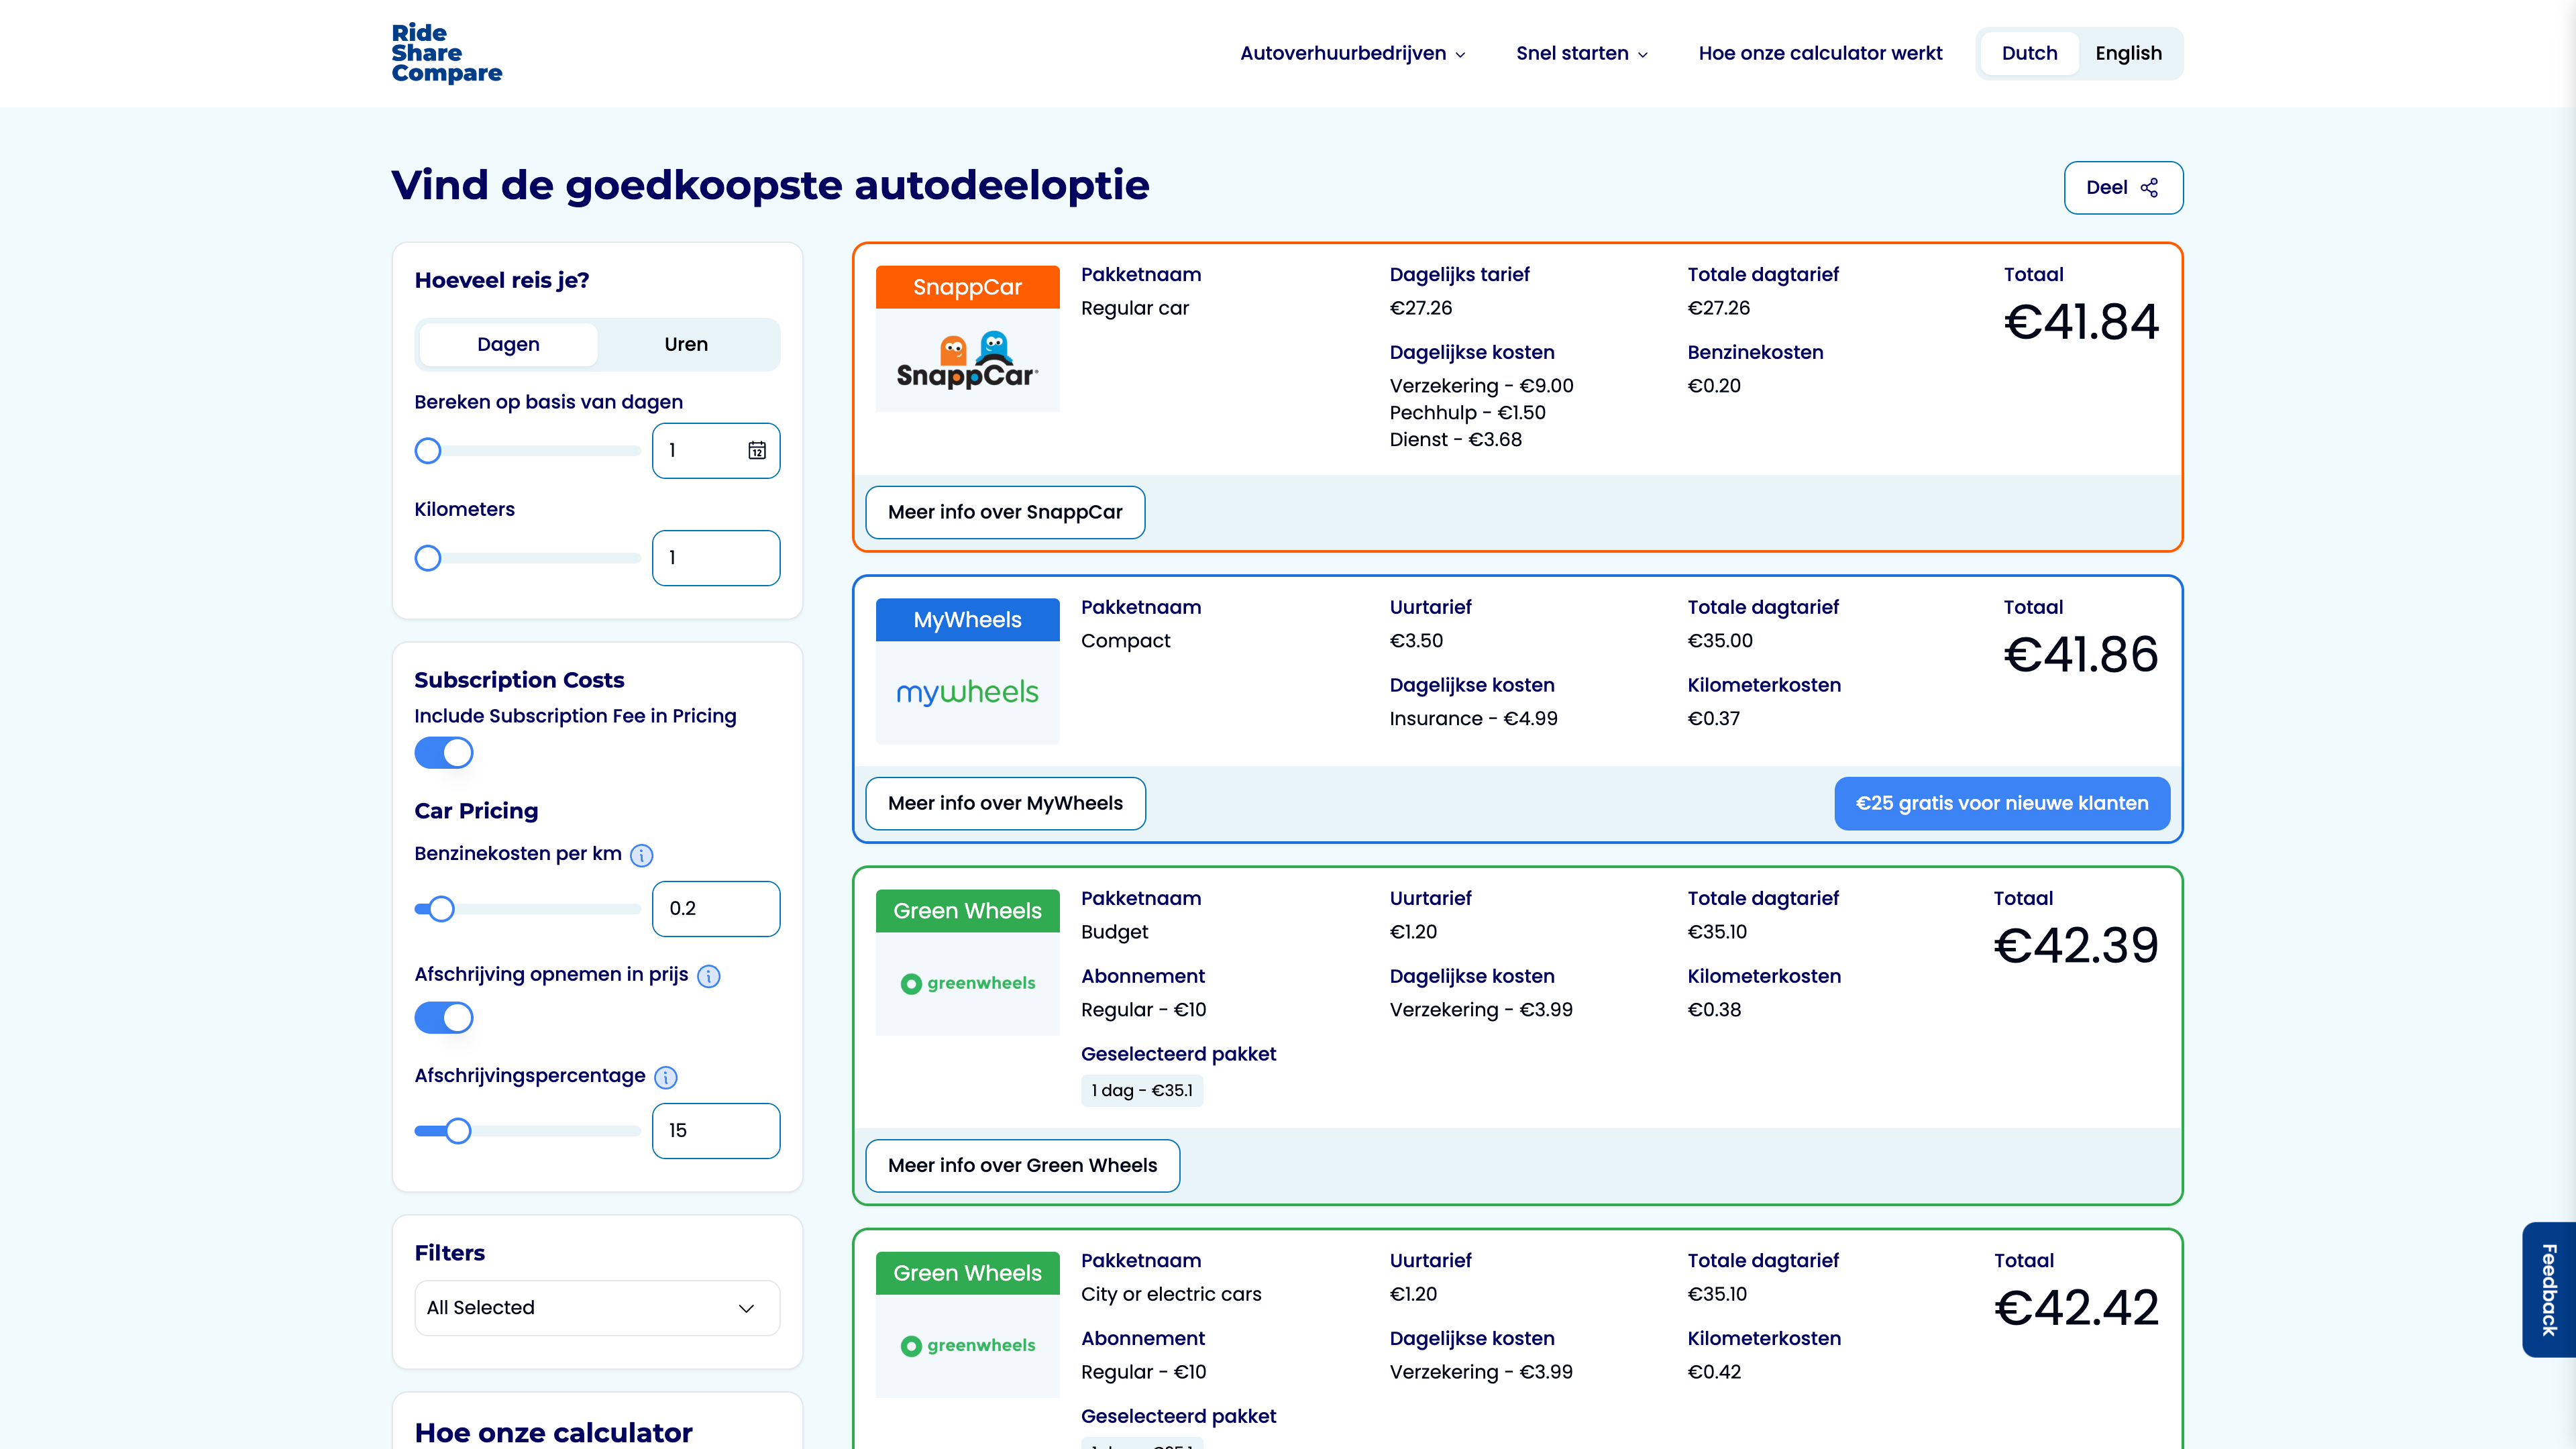 Ride
Share
Compare
Autoverhuurbedrijven
Snel starten
Hoe onze calculator werkt
Dutch
English
Vind de goedkoopste autodeeloptie
Deel
Hoeveel reis je?
Dagen
Uren
Bereken op basis van dagen
1
12
Kilometers
1
Subscription Costs
Include Subscription Fee in Pricing
Car Pricing
Benzinekosten per km
0.2
Afschrijving opnemen in prijs
Afschrijvingspercentage
15
Filters
All Selected
Hoe onze calculator
SnappCar
SnappCar
Pakketnaam
Regular car
Dagelijks tarief
€27.26
Dagelijkse kosten
Verzekering - €9.00
Pechhulp - €1.50
Dienst - €3.68
Totale dagtarief
€27.26
Benzinekosten
€0.20
Totaal
€41.84
Meer info over SnappCar
MyWheels
mywheels
Pakketnaam
Compact
Uurtarief
€3.50
Dagelijkse kosten
Insurance - €4.99
Totale dagtarief
€35.00
Kilometerkosten
€0.37
Totaal
€41.86
Meer info over MyWheels
€25 gratis voor nieuwe klanten
Green Wheels
greenwheels
Pakketnaam
Budget
Abonnement
Regular - €10
Geselecteerd pakket
1 dag - €35.1
Uurtarief
€1.20
Dagelijkse kosten
Verzekering - €3.99
Totale dagtarief
€35.10
Kilometerkosten
€0.38
Totaal
€42.39
Meer info over Green Wheels
Green Wheels
greenwheels
Pakketnaam
City or electric cars
Abonnement
Regular - €10
Geselecteerd pakket
Uurtarief
€1.20
Dagelijkse kosten
Verzekering - €3.99
Totale dagtarief
€35.10
Kilometerkosten
€0.42
Totaal
€42.42
Feedback